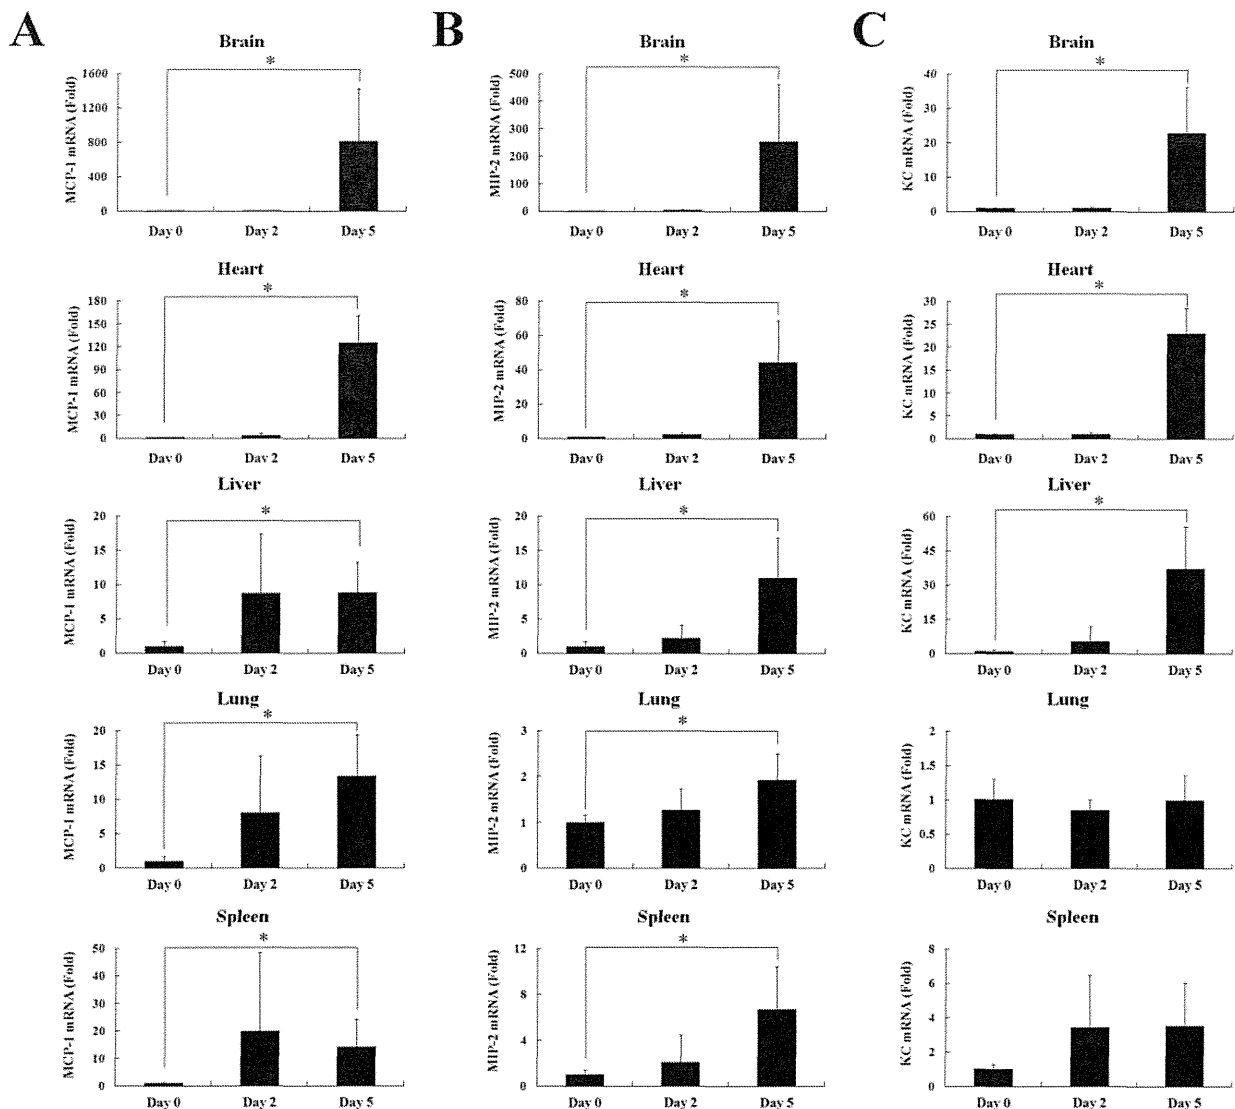 A
B
C
Brain
*
MCP-1 mRNA (Fold)
1600
1200
800
400
0
Day 0 Day 2 Day 5
Brain
*
MIP-2 mRNA (Fold)
500
400
300
200
100
0
Day 0 Day 2 Day 5
Brain
*
KC mRNA (Fold)
40
30
20
10
0
Day 0 Day 2 Day 5
Heart
*
MCP-1 mRNA (Fold)
180
150
120
90
60
30
0
Day 0 Day 2 Day 5
Heart
*
MIP-2 mRNA (Fold)
80
60
40
20
0
Day 0 Day 2 Day 5
Heart
*
KC mRNA (Fold)
30
25
20
15
10
5
0
Day 0 Day 2 Day 5
Liver
*
MCP-1 mRNA (Fold)
20
15
10
5
0
Day 0 Day 2 Day 5
Liver
*
MIP-2 mRNA (Fold)
20
15
10
5
0
Day 0 Day 2 Day 5
Liver
*
KC mRNA (Fold)
60
45
30
15
0
Day 0 Day 2 Day 5
Lung
*
MCP-1 mRNA (Fold)
20
15
10
5
0
Day 0 Day 2 Day 5
Lung
*
MIP-2 mRNA (Fold)
3
2
1
0
Day 0 Day 2 Day 5
Lung
KC mRNA (Fold)
2
1.5
1
0.5
0
Day 0 Day 2 Day 5
Spleen
*
MCP-1 mRNA (Fold)
50
40
30
20
10
0
Day 0 Day 2 Day 5
Spleen
*
MIP-2 mRNA (Fold)
12
8
4
0
Day 0 Day 2 Day 5
Spleen
KC mRNA (Fold)
8
6
4
2
0
Day 0 Day 2 Day 5